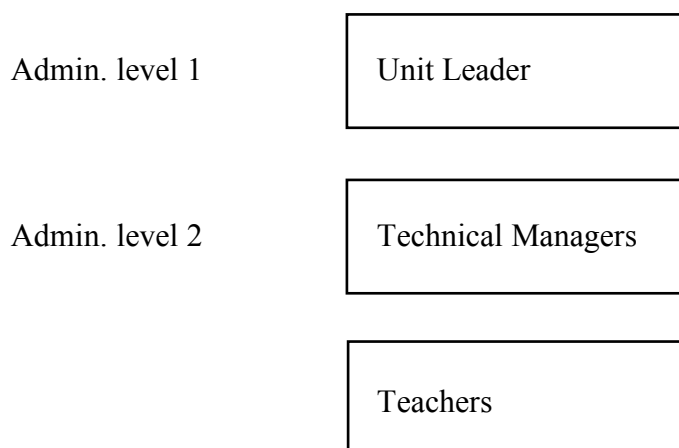 Admin. level 1 Unit Leader
Admin. level 2 Technical Managers
Teachers